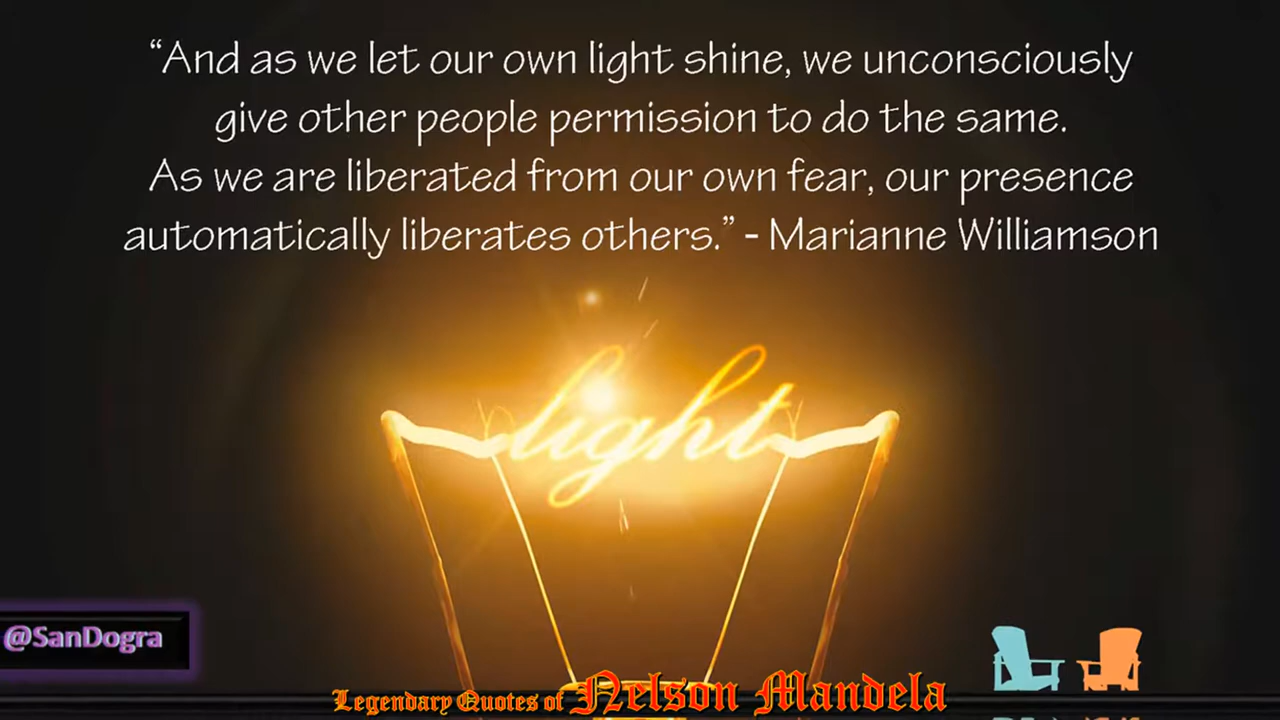 “And as we let our own light shine, we unconsciously
give other people permission to do the same.
As we are liberated from our own fear, our presence
automatically liberates others.” - Marianne Williamson
light
@SanDogra
Legendary Quotes of Nelson Mandela